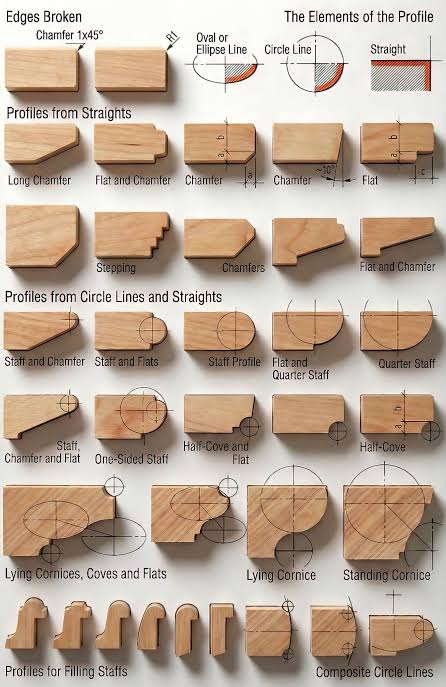 Edges Broken
The Elements of the Profile
Chamfer 1x45°
R1
Oval or
Ellipse Line
Circle Line
Straight
Profiles from Straights
b
a
a
~10°
b
a
c
Long Chamfer
Flat and Chamfer
Chamfer
Chamfer
Flat
Stepping
Chamfers
Flat and Chamfer
Profiles from Circle Lines and Straights
Staff and Chamfer
Staff and Flats
Staff Profile
Flat and
Quarter Staff
Quarter Staff
b
a
Staff,
Chamfer and Flat
One-Sided Staff
Half-Cove and
Flat
Half-Cove
Lying Cornices, Coves and Flats
Lying Cornice
Standing Cornice
Profiles for Filling Staffs
Composite Circle Lines